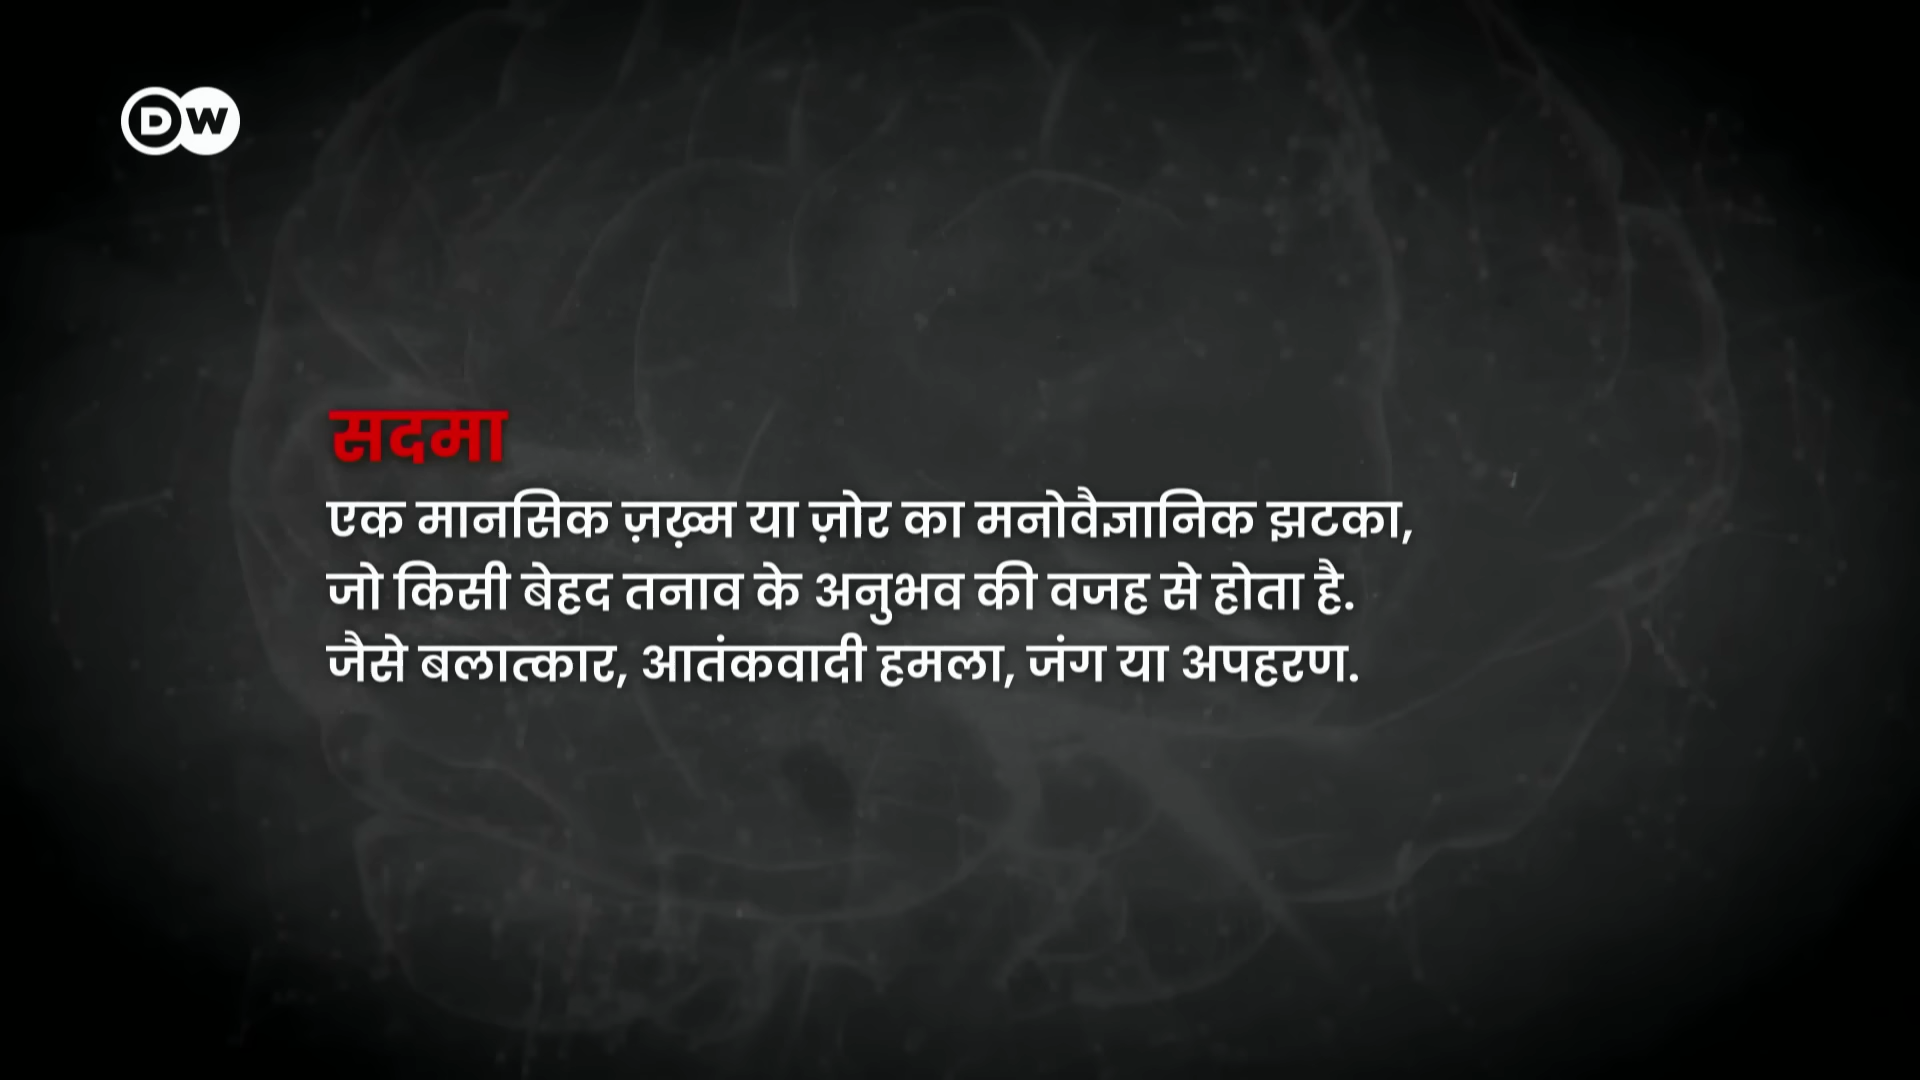 DW
सदमा
एक मानसिक ज़ख़्म या ज़ोर का मनोवैज्ञानिक झटका,
जो किसी बेहद तनाव के अनुभव की वजह से होता है.
जैसे बलात्कार, आतंकवादी हमला, जंग या अपहरण.